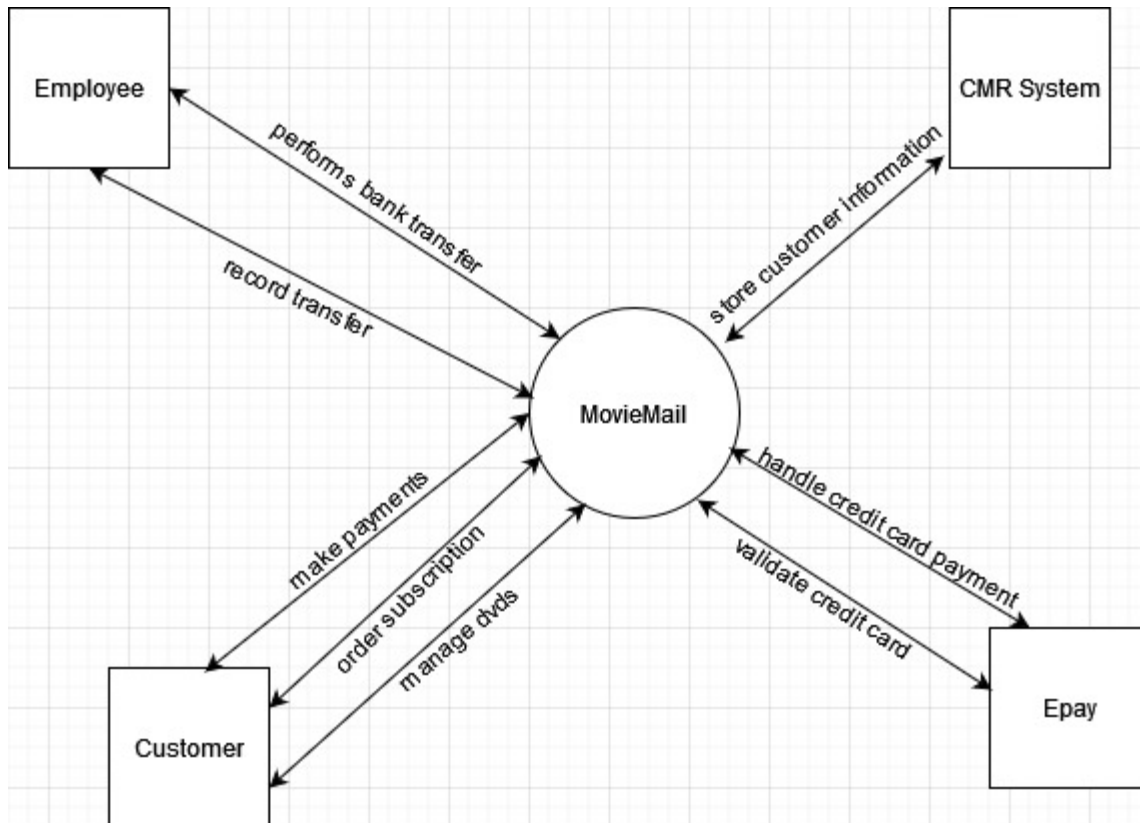 Employee
CMR System
performs bank transfer
store customer information
record transfer
MovieMail
make payments
order subscription
manage dvds
handle credit card payment
validate credit card
Customer
Epay